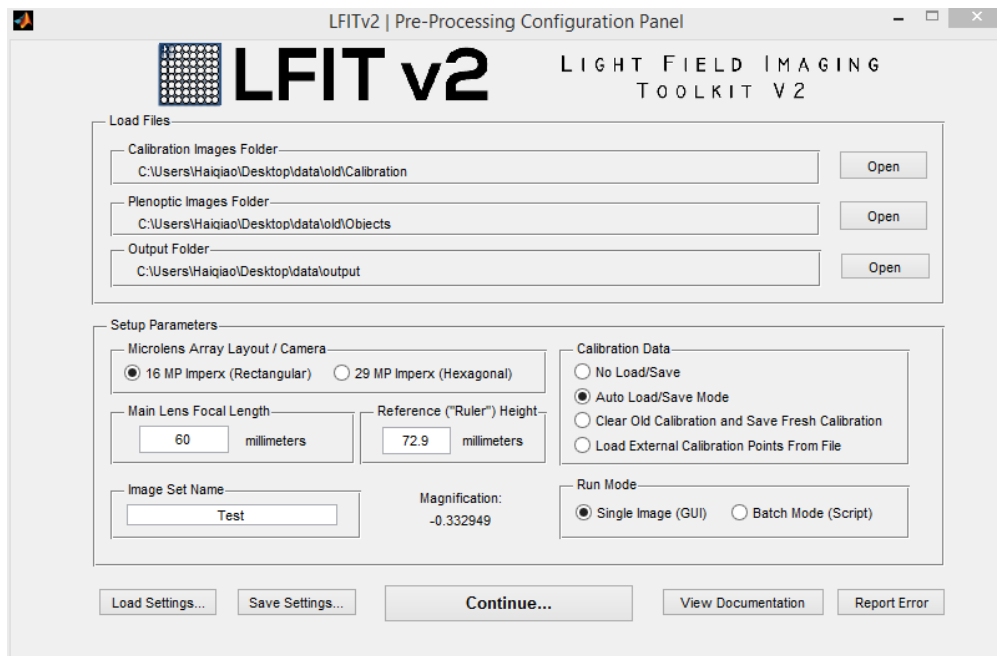 LFITv2 | Pre-Processing Configuration Panel
LFIT v2
LIGHT FIELD IMAGING
TOOLKIT V2
Load Files
Calibration Images Folder
C:\Users\Haiqiao\Desktop\data\old\Calibration
Open
Plenoptic Images Folder
C:\Users\Haiqiao\Desktop\data\old\Objects
Open
Output Folder
C:\Users\Haiqiao\Desktop\data\output
Open
Setup Parameters
Microlens Array Layout / Camera
16 MP Imperx (Rectangular) 29 MP Imperx (Hexagonal)
Main Lens Focal Length
60 millimeters
Reference ("Ruler") Height
72.9 millimeters
Calibration Data
No Load/Save
Auto Load/Save Mode
Clear Old Calibration and Save Fresh Calibration
Load External Calibration Points From File
Image Set Name
Test
Magnification:
-0.332949
Run Mode
Single Image (GUI) Batch Mode (Script)
Load Settings... Save Settings... Continue... View Documentation Report Error